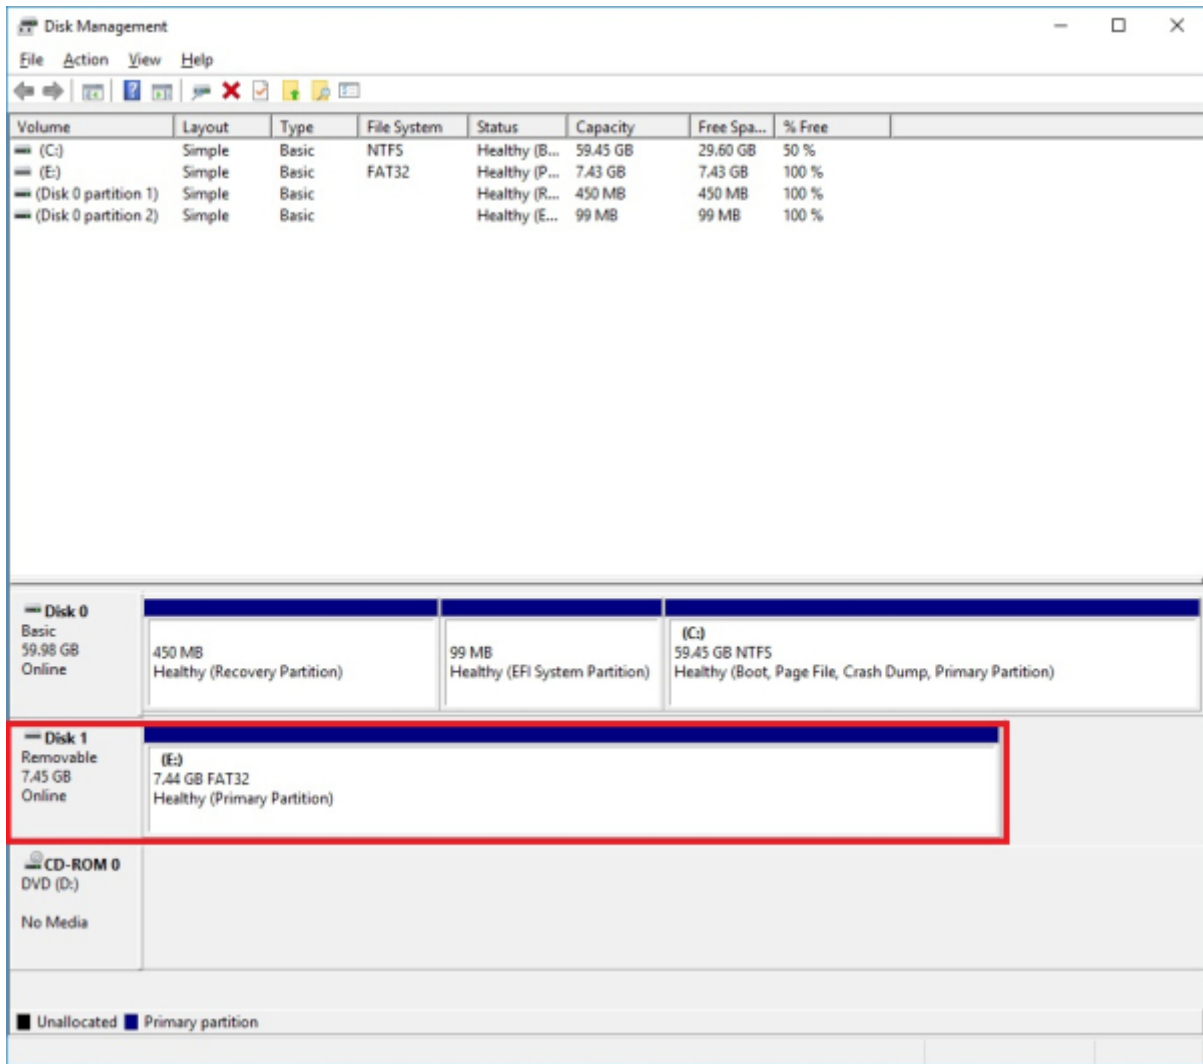 Disk Management
File Action View Help
Volume Layout Type File System Status Capacity Free Spa... % Free
(C:) Simple Basic NTFS Healthy (B... 59.45 GB 29.60 GB 50 %
(E:) Simple Basic FAT32 Healthy (P... 7.43 GB 7.43 GB 100 %
(Disk 0 partition 1) Simple Basic Healthy (R... 450 MB 450 MB 100 %
(Disk 0 partition 2) Simple Basic Healthy (E... 99 MB 99 MB 100 %
Disk 0
Basic
59.98 GB
Online
450 MB
Healthy (Recovery Partition)
99 MB
Healthy (EFI System Partition)
(C:)
59.45 GB NTFS
Healthy (Boot, Page File, Crash Dump, Primary Partition)
Disk 1
Removable
7.45 GB
Online
(E:)
7.44 GB FAT32
Healthy (Primary Partition)
CD-ROM 0
DVD (D:)
No Media
Unallocated Primary partition